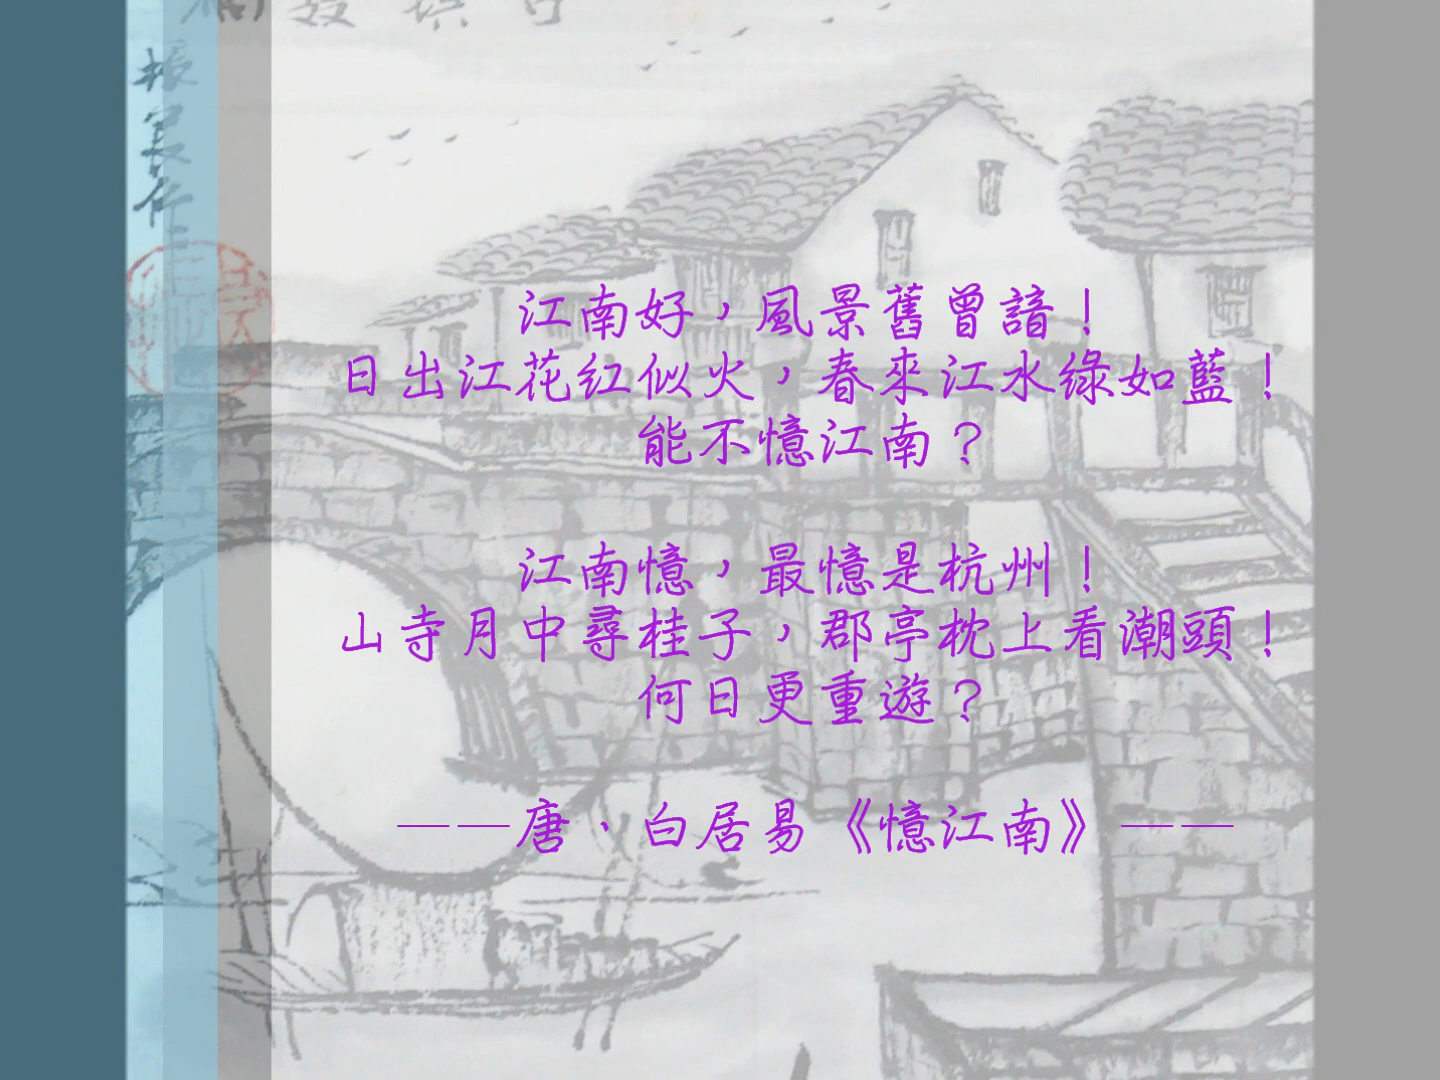 江南好，風景舊曾諳！
日出江花红似火，春來江水綠如藍！
能不憶江南？
江南憶，最憶是杭州！
山寺月中尋桂子，郡亭枕上看潮頭！
何日更重遊？
——唐．白居易《憶江南》——